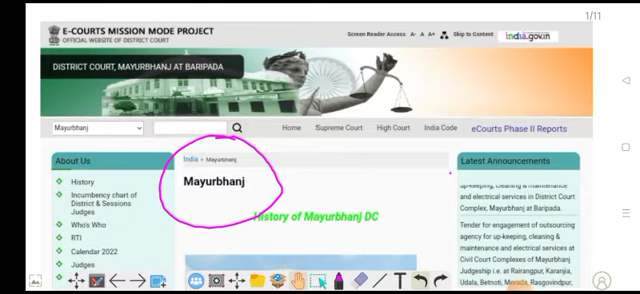 1/11
E-COURTS MISSION MODE PROJECT
OFFICIAL WEBSITE OF DISTRICT COURT
Screen Reader Access A- A A+ Skip to Content india.gov.in
DISTRICT COURT, MAYURBHANJ AT BARIPADA
Mayurbhanj
Home Supreme Court High Court India Code eCourts Phase II Reports
About Us
History
Incumbency chart of
District & Sessions
Judges
Who's Who
RTI
Calendar 2022
Judges
India » Mayurbhanj
Mayurbhanj
History of Mayurbhanj DC
Latest Announcements
up-keeping, cleaning & maintenance
and electrical services in District Court
Complex, Mayurbhanj at Baripada.
Tender for engagement of outsourcing
agency for up-keeping, cleaning &
maintenance and electrical services at
Civil Court Complexes of Mayurbhanj
Judgeship i.e. at Rairangpur, Karanjia,
Udala, Betnoti, Morada, Rasgovindpur,
T